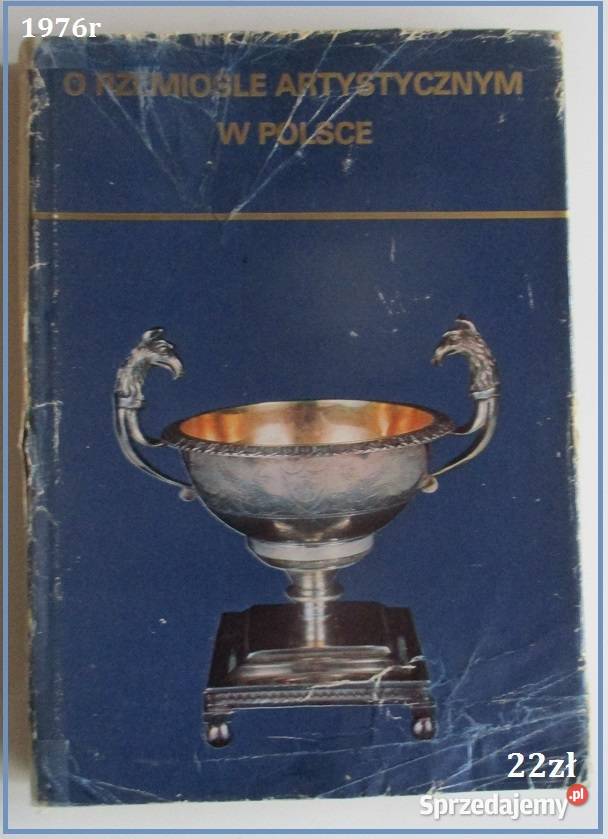 1976r
O RZEMIOŚLE ARTYSTYCZNYM
W POLSCE
22zł
Sprzedajemy.pl